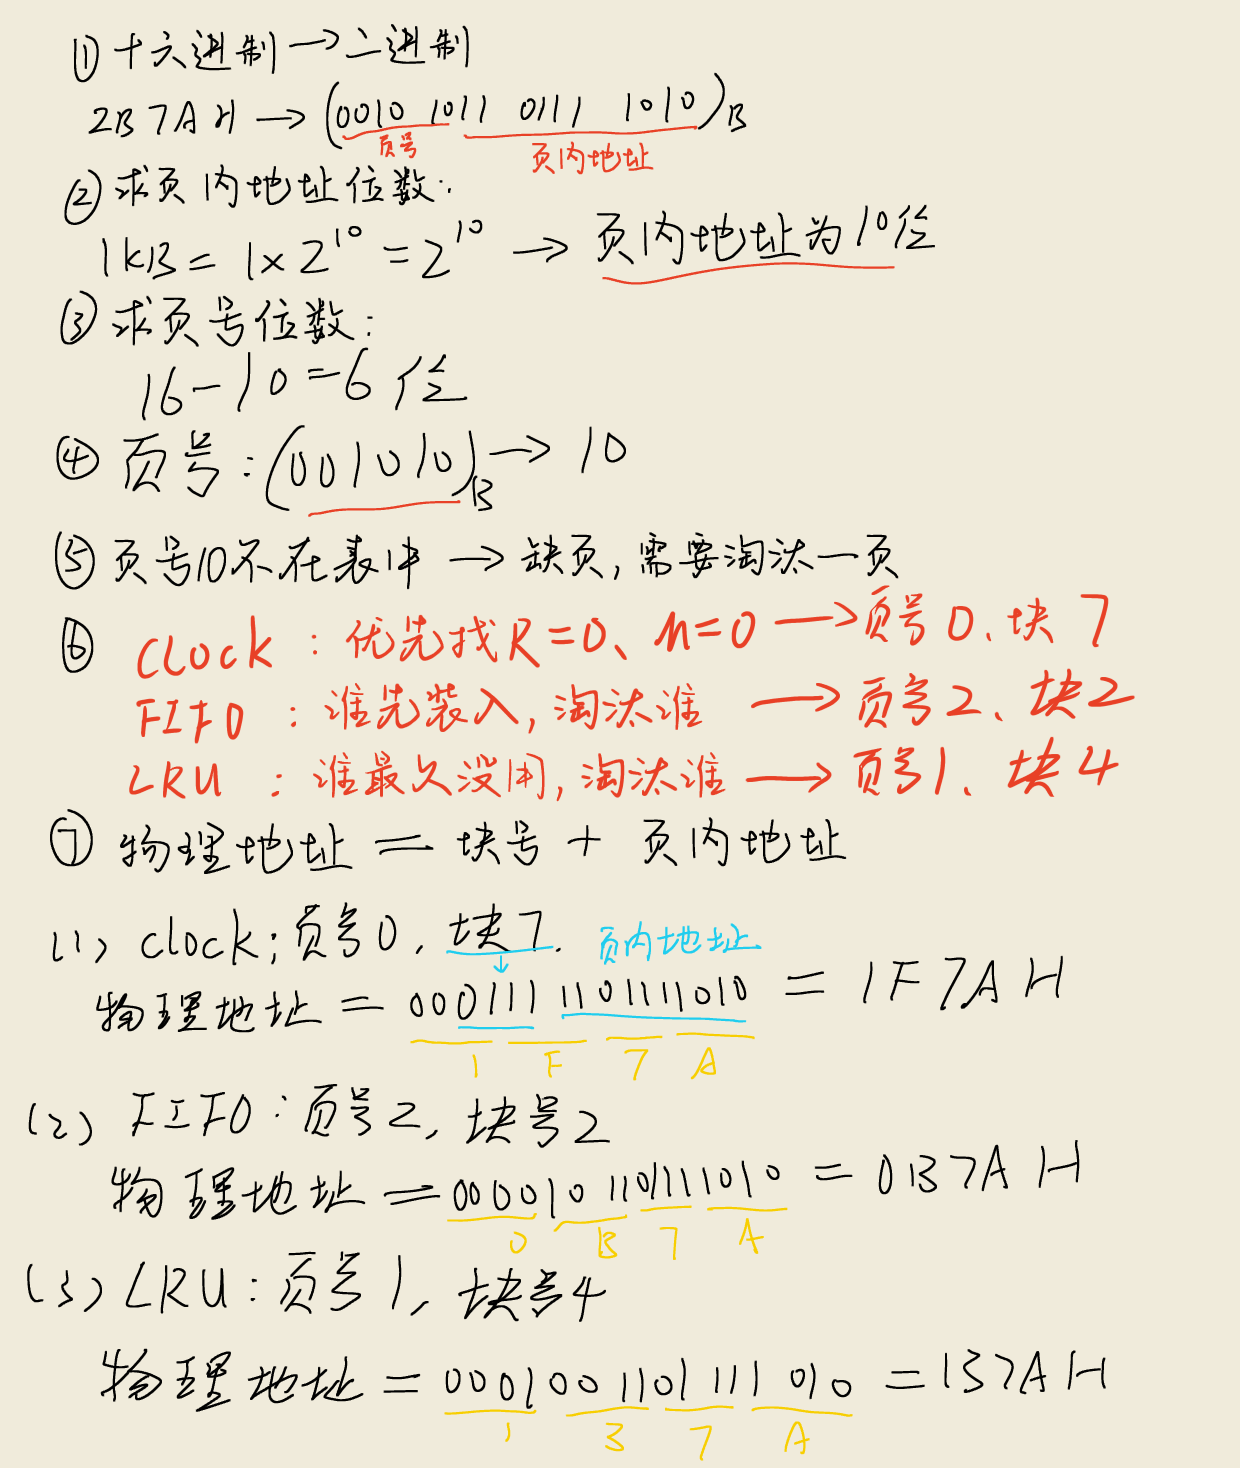 ① 十六进制→二进制
2B7AH→(0010 1011 0111 1010)B
页号 页内地址
② 求页内地址位数:
1KB=1×2^10=2^10→页内地址为10位
③ 求页号位数:
16-10=6位
④ 页号:(001010)B→10
⑤ 页号10不在表中→缺页,需要淘汰一页
⑥ CLOCK:优先找R=0、M=0→页号0、块7
FIFO:谁先装入,淘汰谁→页号2、块2
LRU:谁最久没用,淘汰谁→页号1、块4
⑦ 物理地址=块号+页内地址
(1) clock:页号0,块7. 页内地址
物理地址=0001111101111010=1F7AH
1 F 7 A
(2) FIFO:页号2,块号2
物理地址=0000101101111010=0B7AH
0 B 7 A
(3) LRU:页号1,块号4
物理地址=0001001101111010=137AH
1 3 7 A